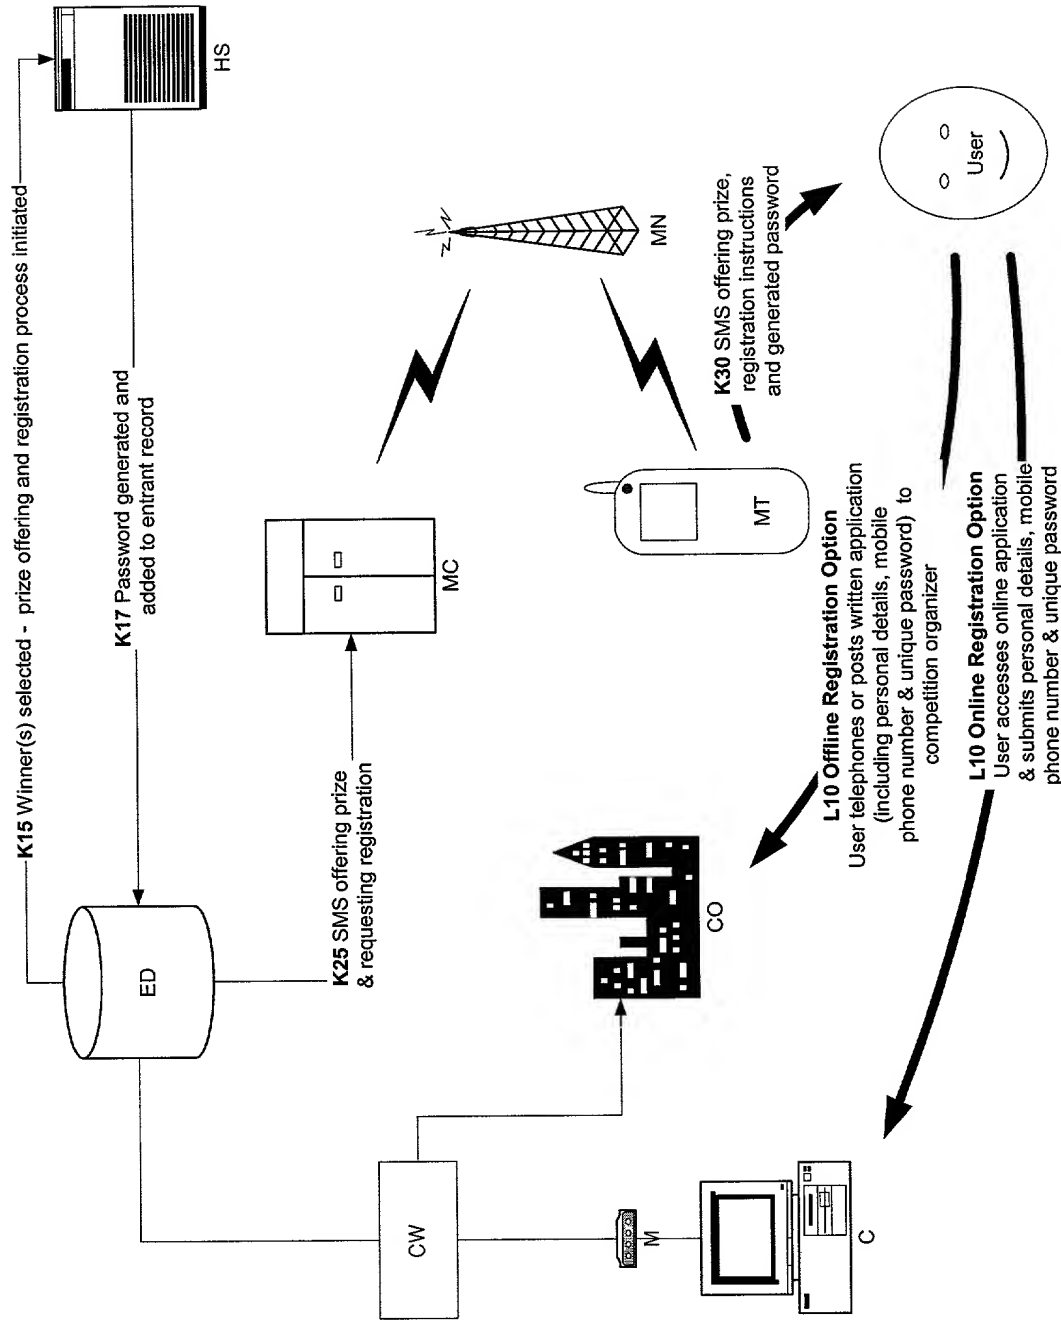 K15 Winner(s) selected - prize offering and registration process initiated
HS
K17 Password generated and
added to entrant record
ED
K25 SMS offering prize
& requesting registration
MC
MN
K30 SMS offering prize,
registration instructions
and generated password
MT
User
CW
M
C
CO
L10 Offline Registration Option
User telephones or posts written application
(including personal details, mobile
phone number & unique password) to
competition organizer
L10 Online Registration Option
User accesses online application
& submits personal details, mobile
phone number & unique password